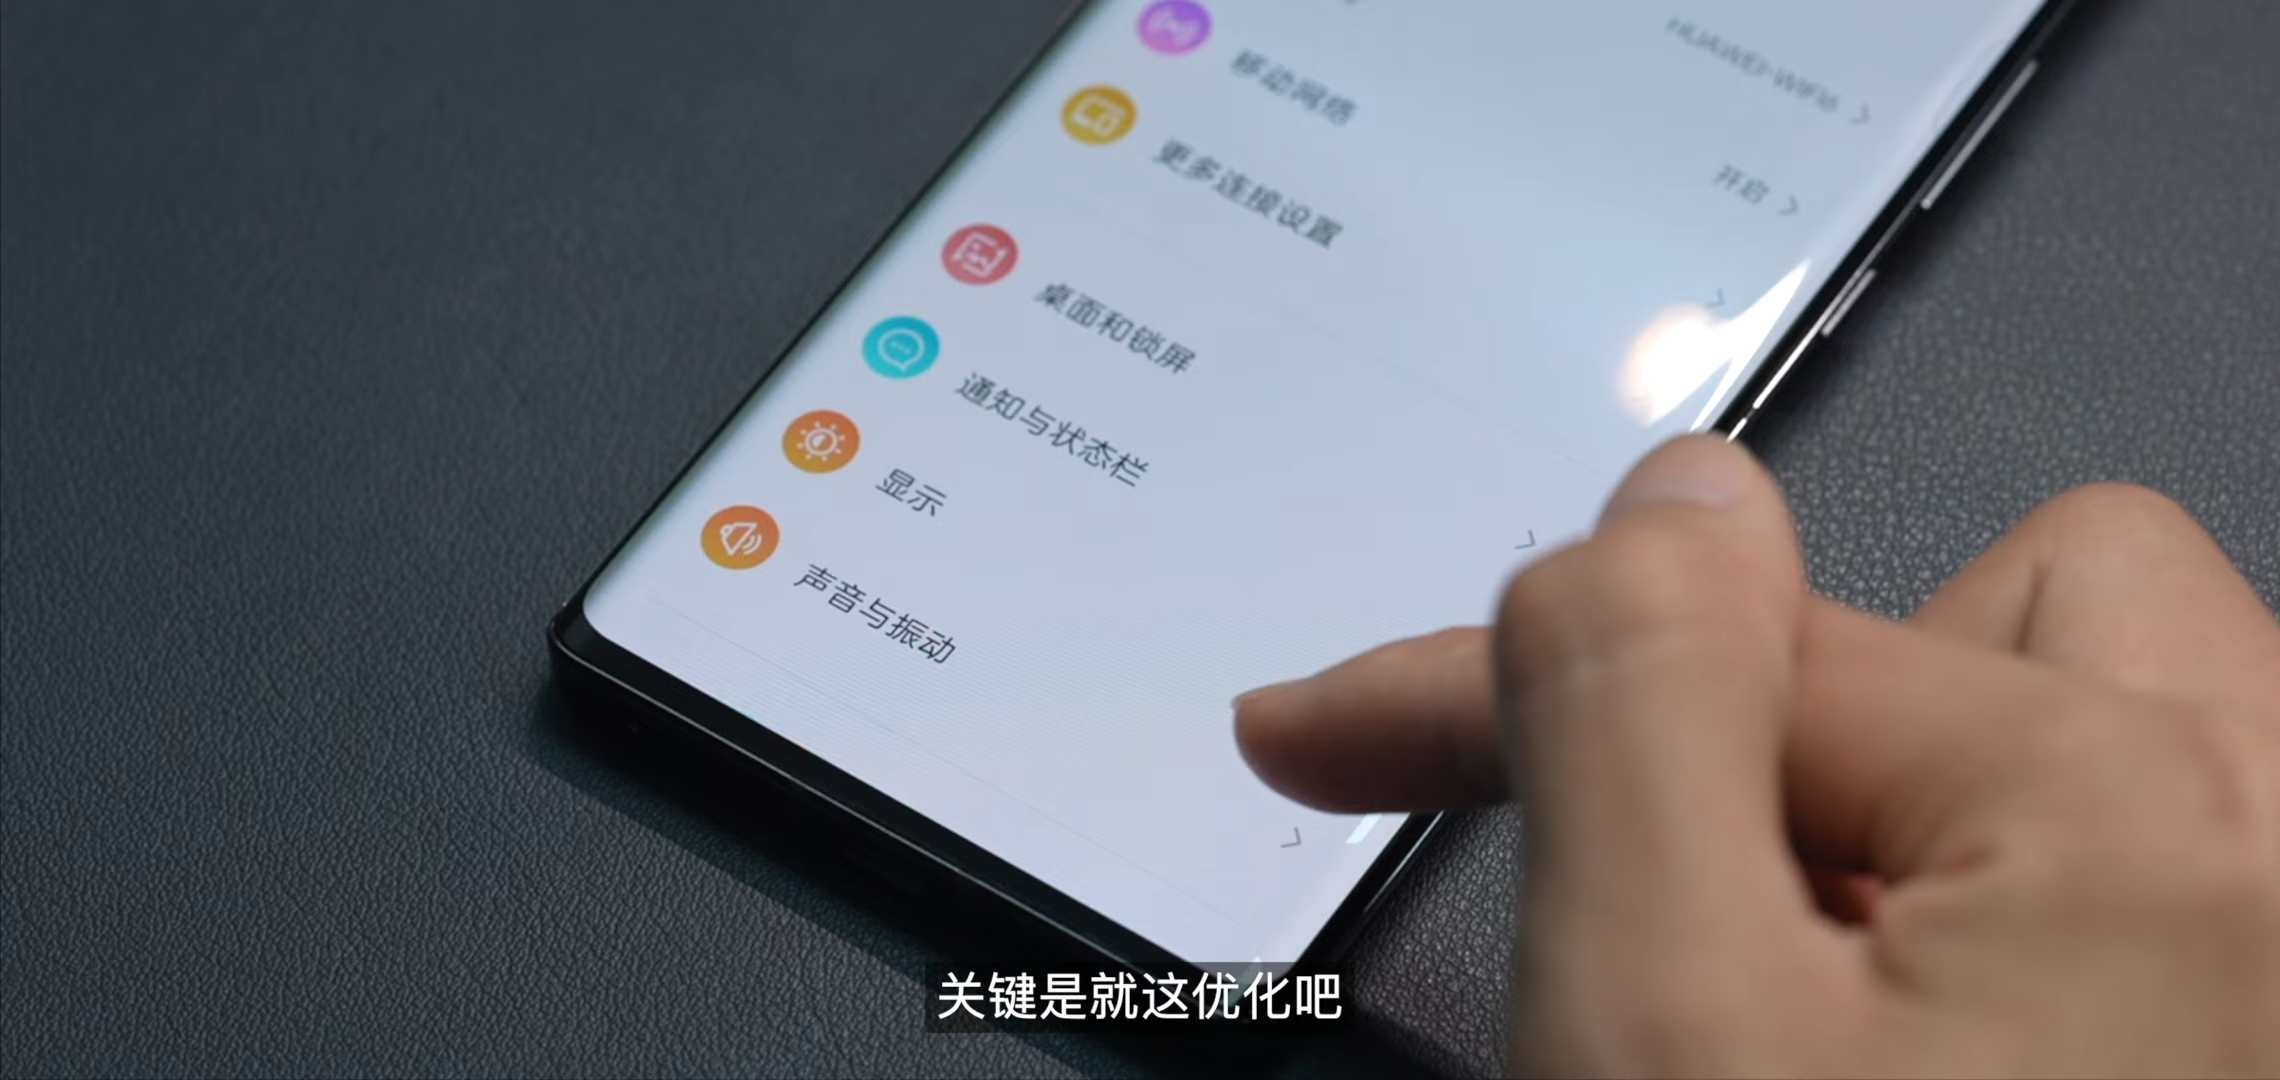 HUAWEI-WiFi6
移动网络
开启
更多连接设置
桌面和锁屏
通知与状态栏
显示
声音与振动
关键是就这优化吧